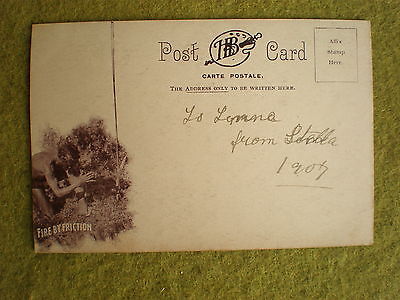 Post HB Card
CARTE POSTALE.
THE ADDRESS ONLY TO BE WRITTEN HERE.
Affix
Stamp
Here.
To Lorna
from Stella
1907
FIRE BY FRICTION